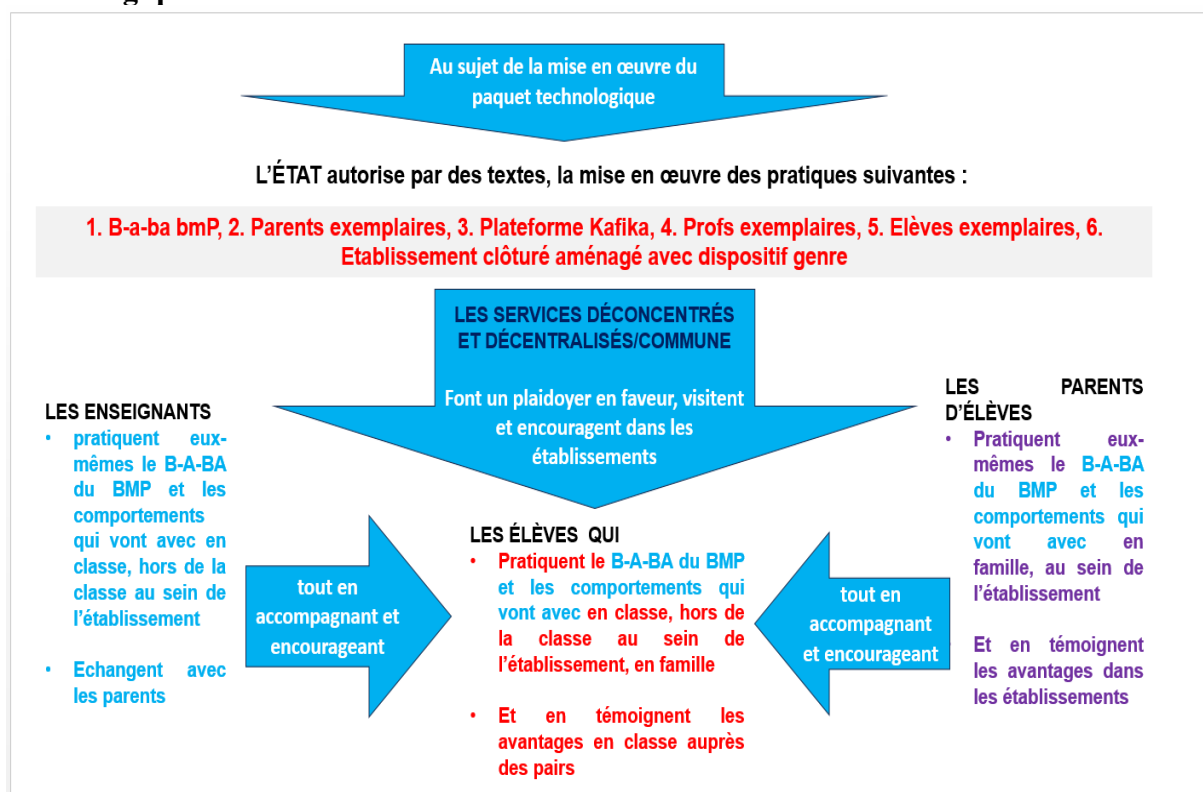 Au sujet de la mise en œuvre du
paquet technologique
L'ÉTAT autorise par des textes, la mise en œuvre des pratiques suivantes :
1. B-a-ba bmP, 2. Parents exemplaires, 3. Plateforme Kafika, 4. Profs exemplaires, 5. Elèves exemplaires, 6.
Etablissement clôturé aménagé avec dispositif genre
LES SERVICES DÉCONCENTRÉS
ET DÉCENTRALISÉS/COMMUNE
Font un plaidoyer en faveur, visitent
et encouragent dans les
établissements
LES ENSEIGNANTS
• pratiquent eux-
mêmes le B-A-BA
du BMP et les
comportements
qui vont avec en
classe, hors de la
classe au sein de
l'établissement
• Echangent avec
les parents
tout en
accompagnant et
encourageant
LES ÉLÈVES QUI
• Pratiquent le B-A-BA du BMP
et les comportements qui
vont avec en classe, hors de
la classe au sein de
l'établissement, en famille
• Et en témoignent les
avantages en classe auprès
des pairs
tout en
accompagnant
et encourageant
LES PARENTS
D'ÉLÈVES
• Pratiquent eux-
mêmes le B-A-BA
du BMP et les
comportements qui
vont avec en
famille, au sein de
l'établissement
• Et en témoignent
les avantages dans
les établissements